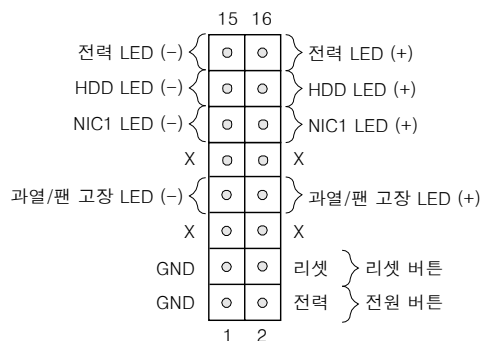 15 16
전력 LED (-) 전력 LED (+)
HDD LED (-) HDD LED (+)
NIC1 LED (-) NIC1 LED (+)
X X
과열/팬 고장 LED (-) 과열/팬 고장 LED (+)
X X
GND 리셋 리셋 버튼
GND 전력 전원 버튼
1 2